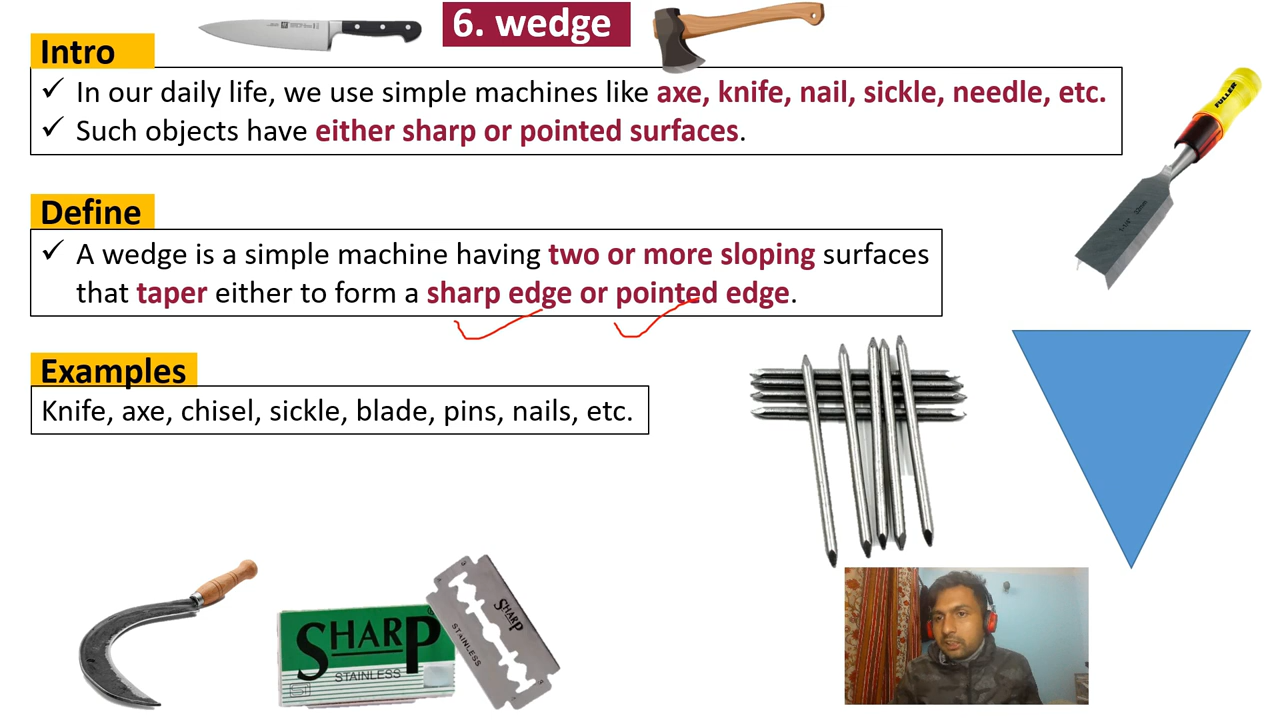 6. wedge
Intro
✓ In our daily life, we use simple machines like axe, knife, nail, sickle, needle, etc.
✓ Such objects have either sharp or pointed surfaces.
FULLER
Define
✓ A wedge is a simple machine having two or more sloping surfaces
that taper either to form a sharp edge or pointed edge.
Examples
Knife, axe, chisel, sickle, blade, pins, nails, etc.
SHARP
STAINLESS
SHARP
STAINLESS